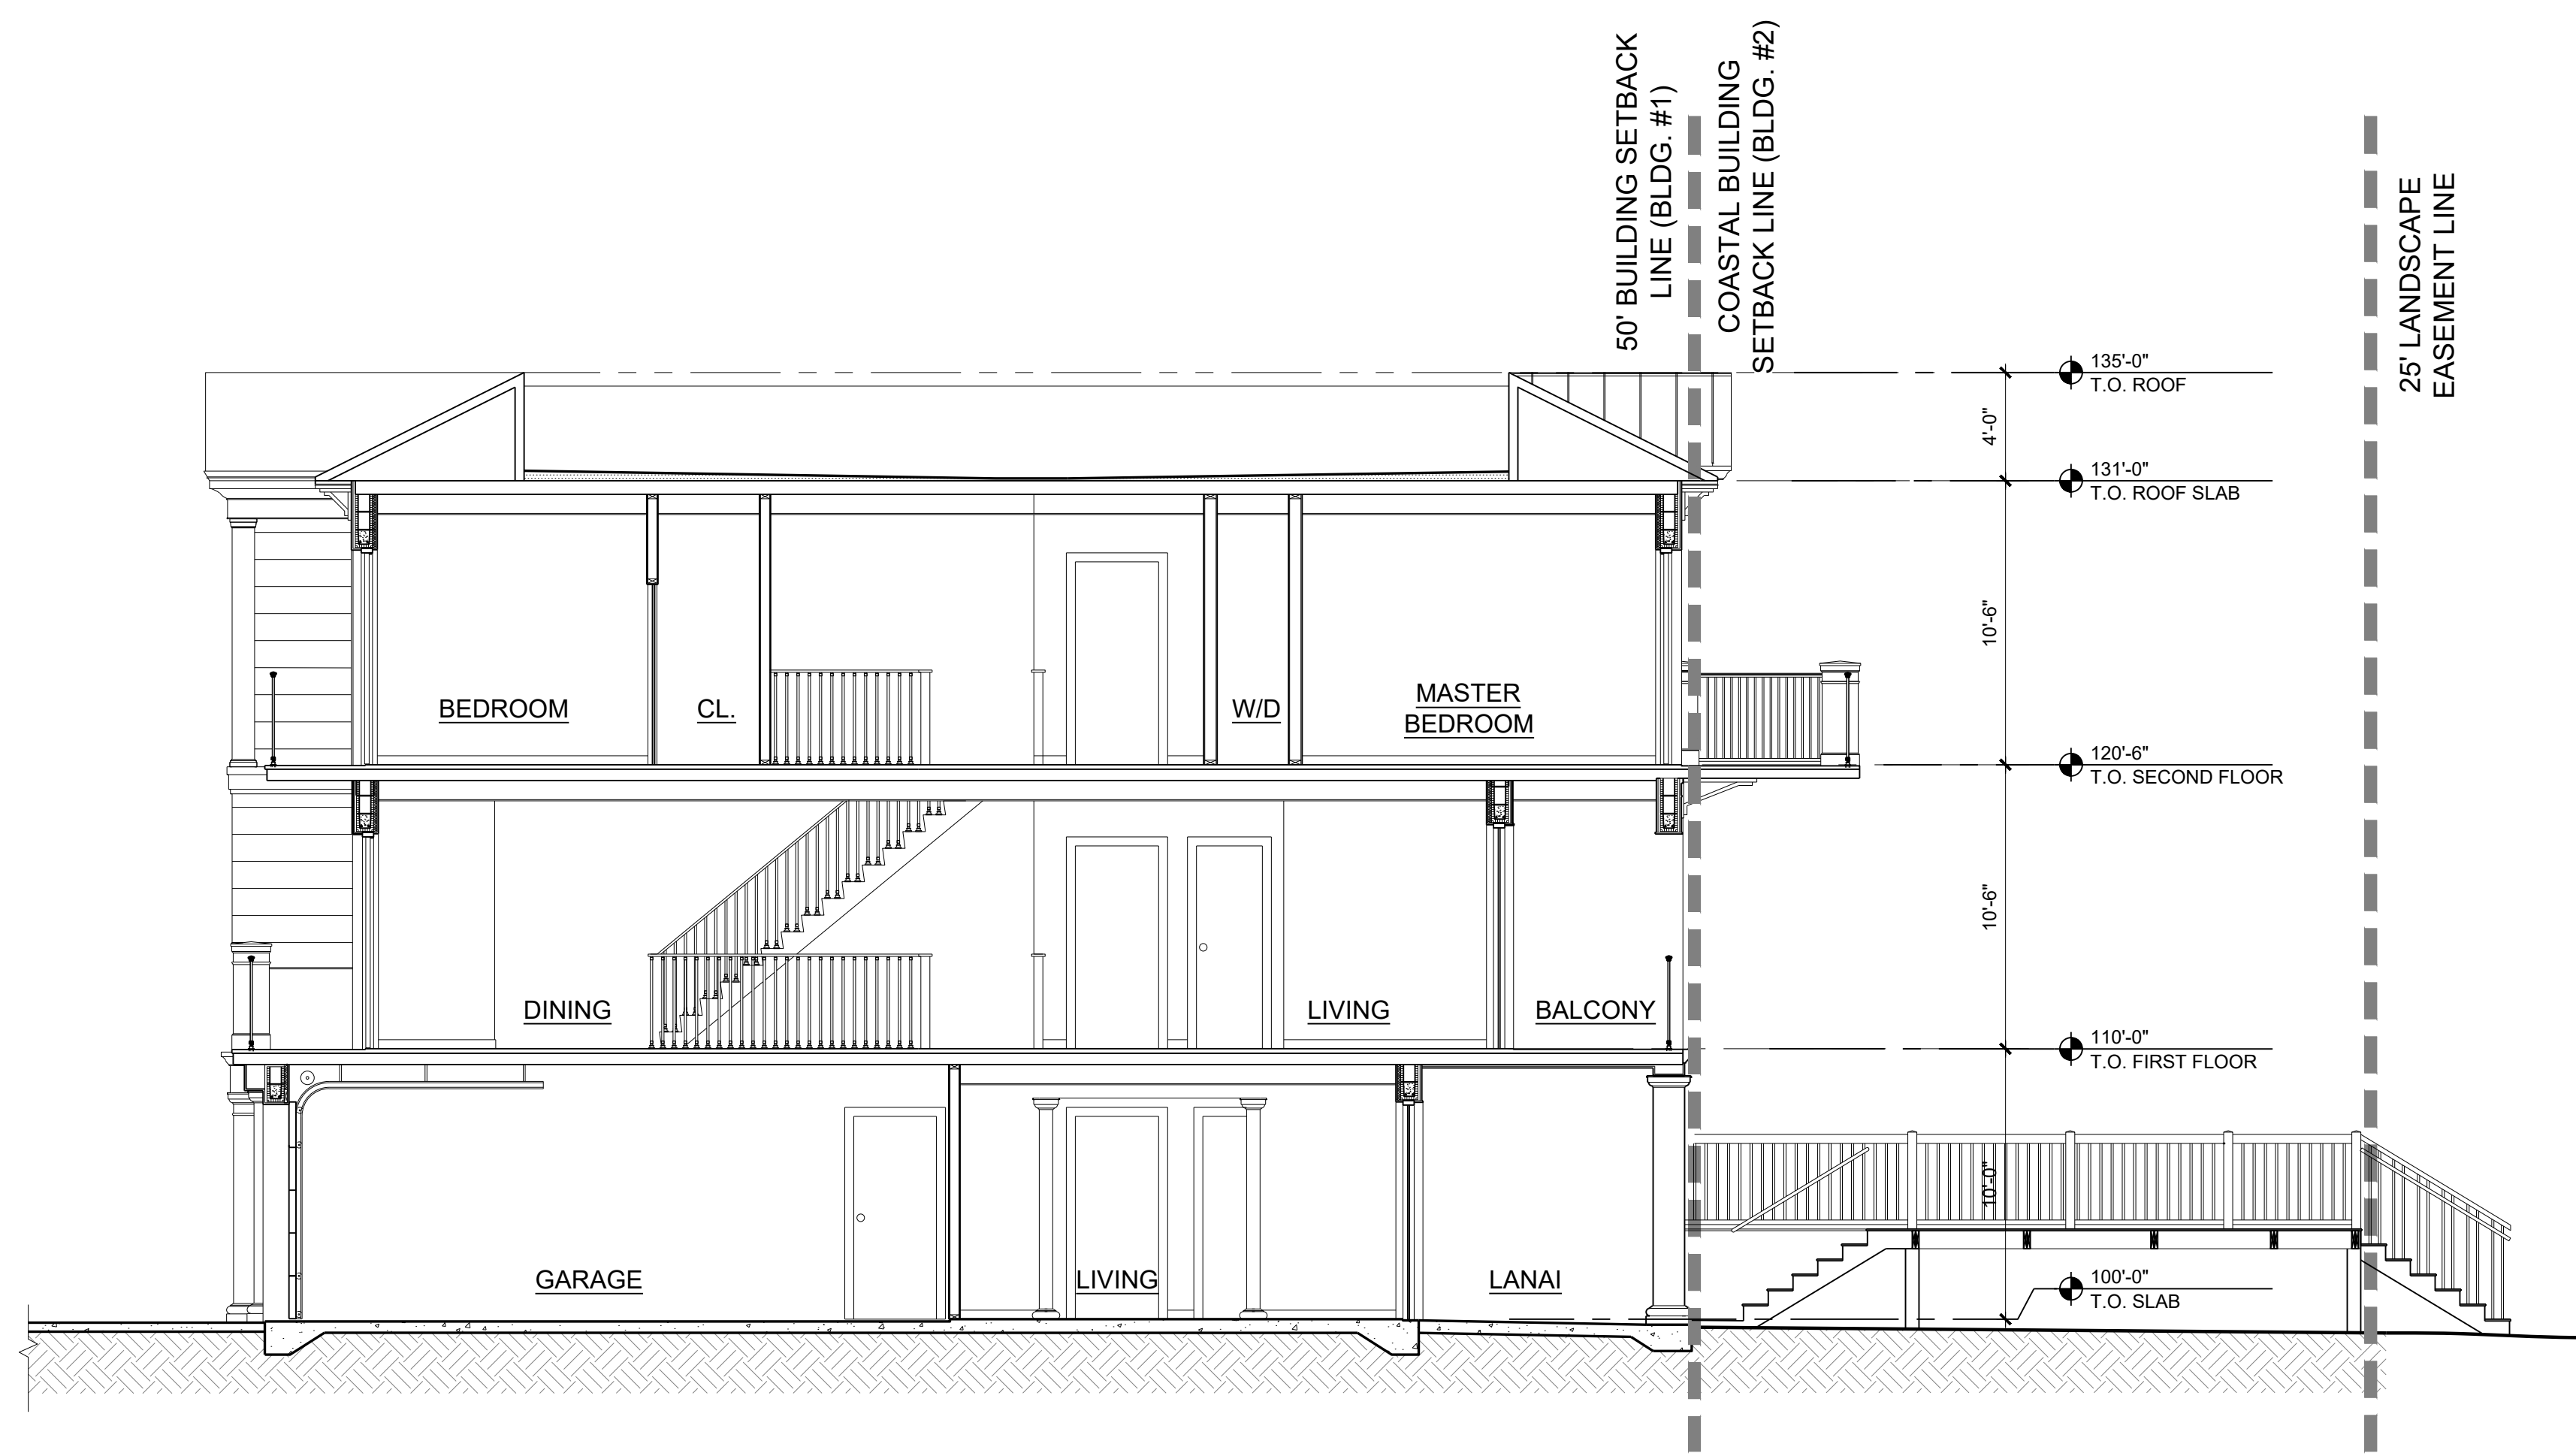 50' BUILDING SETBACK
LINE (BLDG. #1)
COASTAL BUILDING
SETBACK LINE (BLDG. #2)
25' LANDSCAPE
EASEMENT LINE
135'-0"
T.O. ROOF
4'-0"
131'-0"
T.O. ROOF SLAB
10'-6"
BEDROOM
CL.
W/D
MASTER
BEDROOM
120'-6"
T.O. SECOND FLOOR
10'-6"
DINING
LIVING
BALCONY
110'-0"
T.O. FIRST FLOOR
10'-0"
GARAGE
LIVING
LANAI
100'-0"
T.O. SLAB